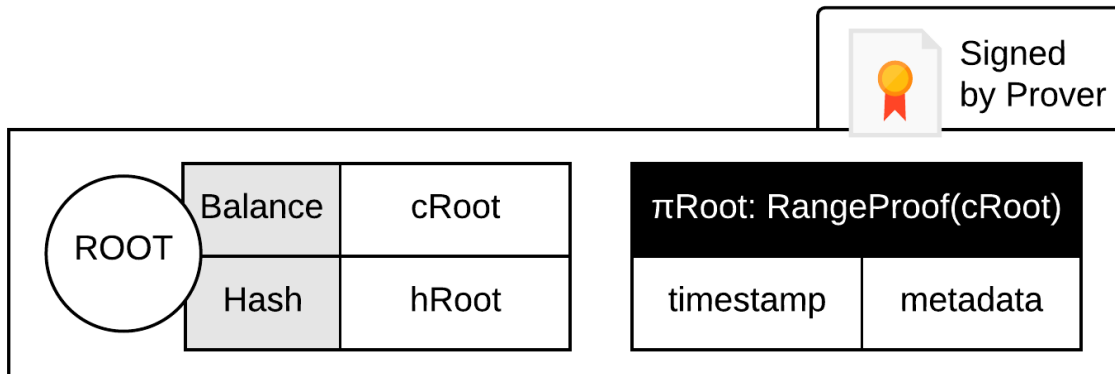 Signed
by Prover
ROOT
Balance
cRoot
πRoot: RangeProof(cRoot)
Hash
hRoot
timestamp
metadata